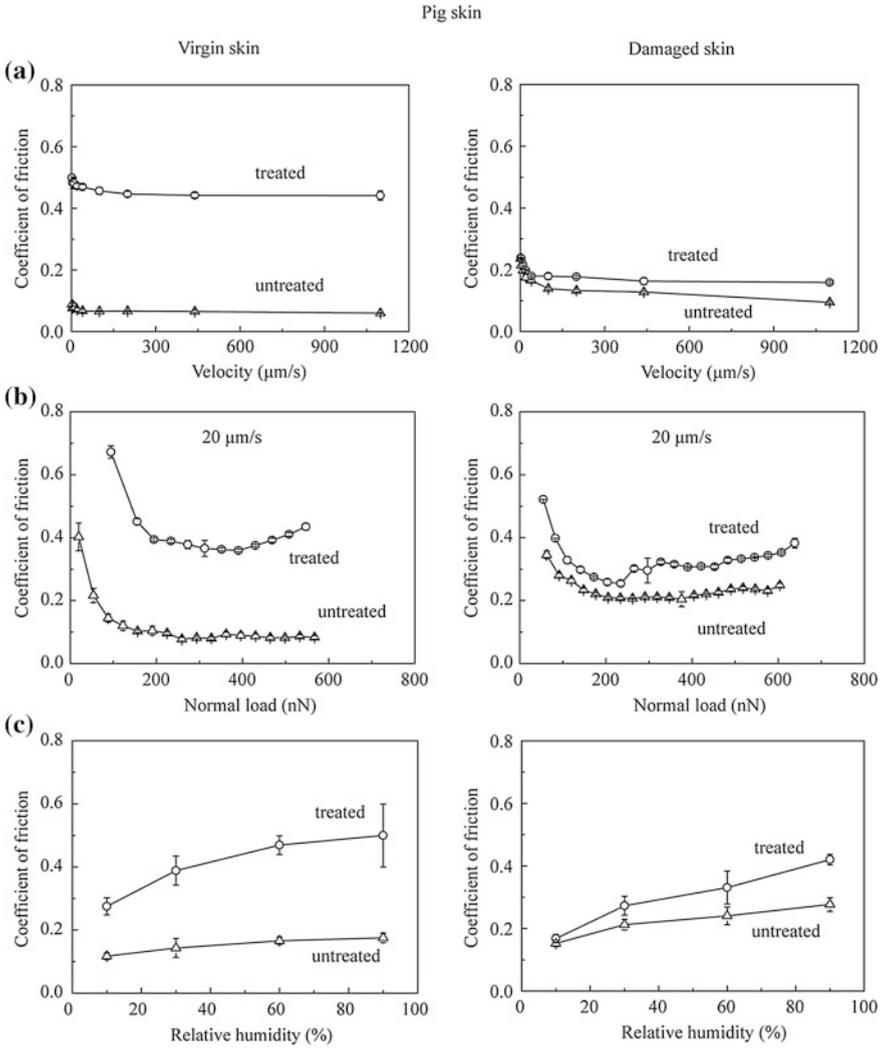 Pig skin
Virgin skin
Damaged skin
(a)
0.8
0.6
0.4
0.2
0.0
Coefficient of friction
treated
untreated
0 300 600 900 1200
Velocity (μm/s)
0.8
0.6
0.4
0.2
0.0
Coefficient of friction
treated
untreated
0 300 600 900 1200
Velocity (μm/s)
(b)
0.8
0.6
0.4
0.2
0.0
Coefficient of friction
20 μm/s
treated
untreated
0 200 400 600 800
Normal load (nN)
0.8
0.6
0.4
0.2
0.0
Coefficient of friction
20 μm/s
treated
untreated
0 200 400 600 800
Normal load (nN)
(c)
0.8
0.6
0.4
0.2
0.0
Coefficient of friction
treated
untreated
0 20 40 60 80 100
Relative humidity (%)
0.8
0.6
0.4
0.2
0.0
Coefficient of friction
treated
untreated
0 20 40 60 80 100
Relative humidity (%)